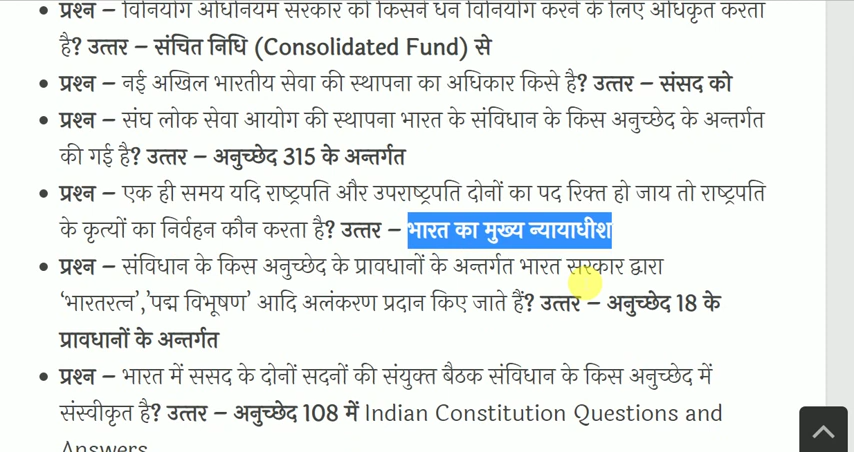 प्रश्न – विनियोग अधिनियम सरकार को किससे धन विनियोग करने के लिए अधिकृत करता
है? उत्तर – संचित निधि (Consolidated Fund) से
प्रश्न – नई अखिल भारतीय सेवा की स्थापना का अधिकार किसे है? उत्तर – संसद को
प्रश्न – संघ लोक सेवा आयोग की स्थापना भारत के संविधान के किस अनुच्छेद के अन्तर्गत
की गई है? उत्तर – अनुच्छेद 315 के अन्तर्गत
प्रश्न – एक ही समय यदि राष्ट्रपति और उपराष्ट्रपति दोनों का पद रिक्त हो जाय तो राष्ट्रपति
के कृत्यों का निर्वहन कौन करता है? उत्तर – भारत का मुख्य न्यायाधीश
प्रश्न – संविधान के किस अनुच्छेद के प्रावधानों के अन्तर्गत भारत सरकार द्वारा
‘भारतरत्न’,’पद्म विभूषण’ आदि अलंकरण प्रदान किए जाते हैं? उत्तर – अनुच्छेद 18 के
प्रावधानों के अन्तर्गत
प्रश्न – भारत में ससद के दोनों सदनों की संयुक्त बैठक संविधान के किस अनुच्छेद में
संस्वीकृत है? उत्तर – अनुच्छेद 108 में Indian Constitution Questions and
Answers